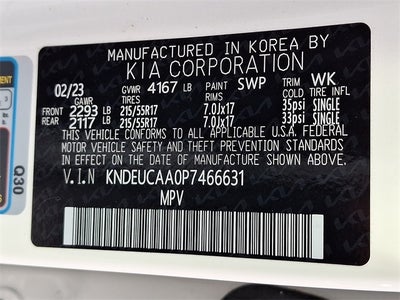 MANUFACTURED IN KOREA BY
KIA CORPORATION
02/23 GVWR 4167 LB PAINT SWP TRIM WK
GAWR TIRES RIMS COLD INF PRES
FRONT 2293 LB 215/55R17 7.0Jx17 35psi SINGLE
REAR 2117 LB 215/55R17 7.0Jx17 33psi SINGLE
THIS VEHICLE CONFORMS TO ALL APPLICABLE U.S.A. FEDERAL
MOTOR VEHICLE SAFETY AND THEFT PREVENTION STANDARDS
IN EFFECT ON THE DATE OF MANUFACTURE SHOWN ABOVE.
V.I.N KNDEUCAA0P7466631
MPV
Q30